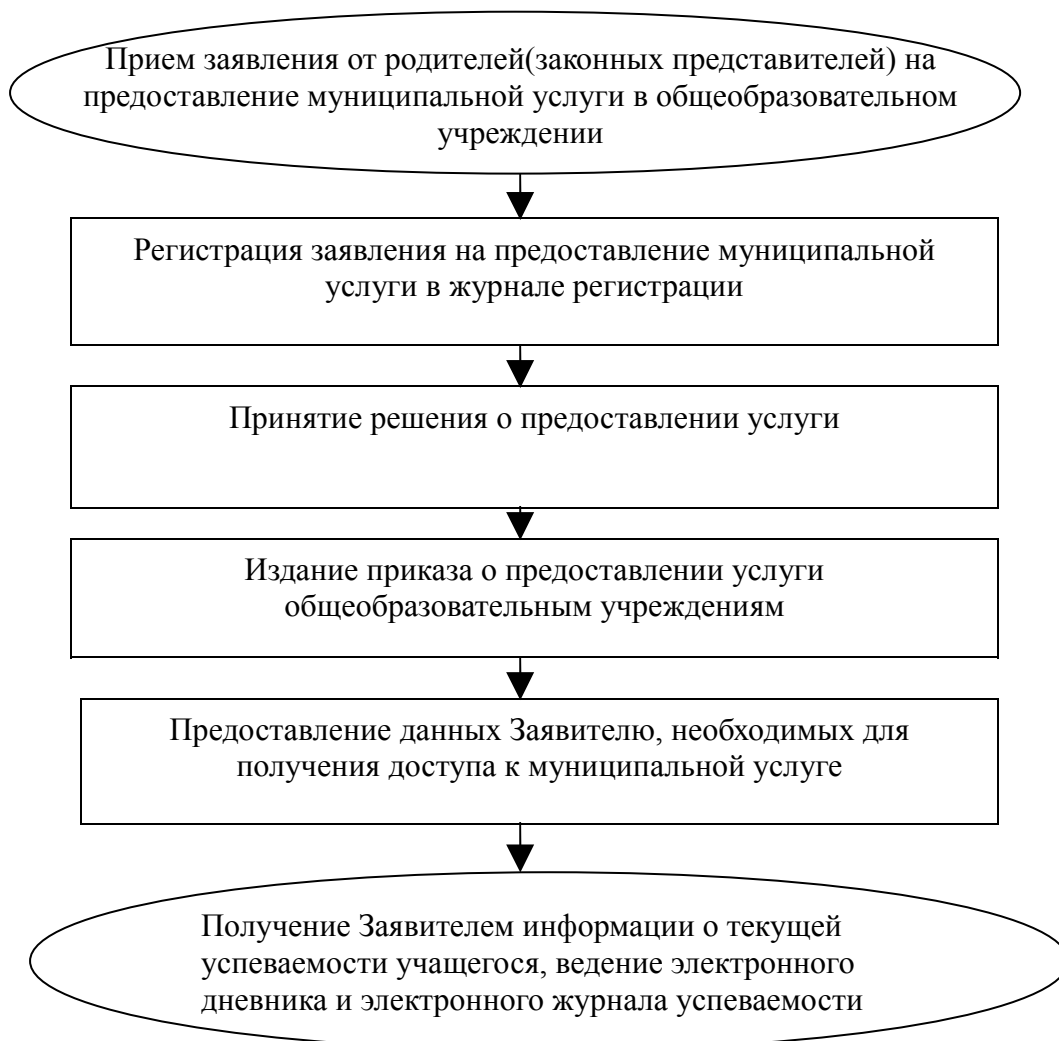 Прием заявления от родителей(законных представителей) на
предоставление муниципальной услуги в общеобразовательном
учреждении
Регистрация заявления на предоставление муниципальной
услуги в журнале регистрации
Принятие решения о предоставлении услуги
Издание приказа о предоставлении услуги
общеобразовательным учреждениям
Предоставление данных Заявителю, необходимых для
получения доступа к муниципальной услуге
Получение Заявителем информации о текущей
успеваемости учащегося, ведение электронного
дневника и электронного журнала успеваемости